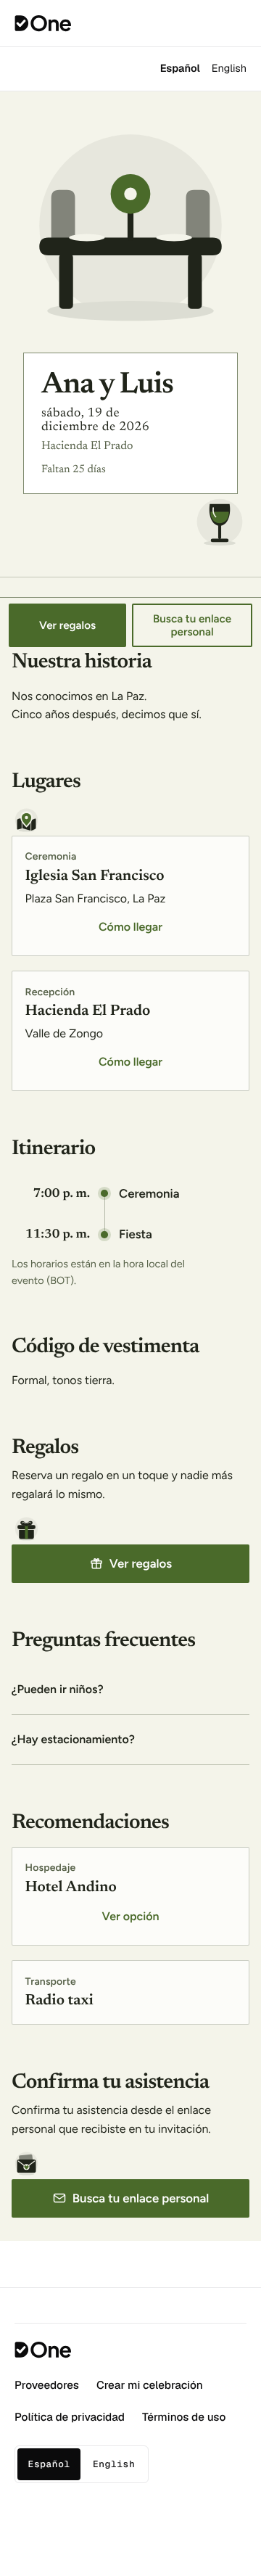 One
Español English
Ana y Luis
sábado, 19 de
diciembre de 2026
Hacienda El Prado
Faltan 25 días
Ver regalos
Busca tu enlace
personal
Nuestra historia
Nos conocimos en La Paz.
Cinco años después, decimos que sí.
Lugares
Ceremonia
Iglesia San Francisco
Plaza San Francisco, La Paz
Cómo llegar
Recepción
Hacienda El Prado
Valle de Zongo
Cómo llegar
Itinerario
7:00 p. m. Ceremonia
11:30 p. m. Fiesta
Los horarios están en la hora local del
evento (BOT).
Código de vestimenta
Formal, tonos tierra.
Regalos
Reserva un regalo en un toque y nadie más
regalará lo mismo.
Ver regalos
Preguntas frecuentes
¿Pueden ir niños?
¿Hay estacionamiento?
Recomendaciones
Hospedaje
Hotel Andino
Ver opción
Transporte
Radio taxi
Confirma tu asistencia
Confirma tu asistencia desde el enlace
personal que recibiste en tu invitación.
Busca tu enlace personal
One
Proveedores Crear mi celebración
Política de privacidad Términos de uso
Español English